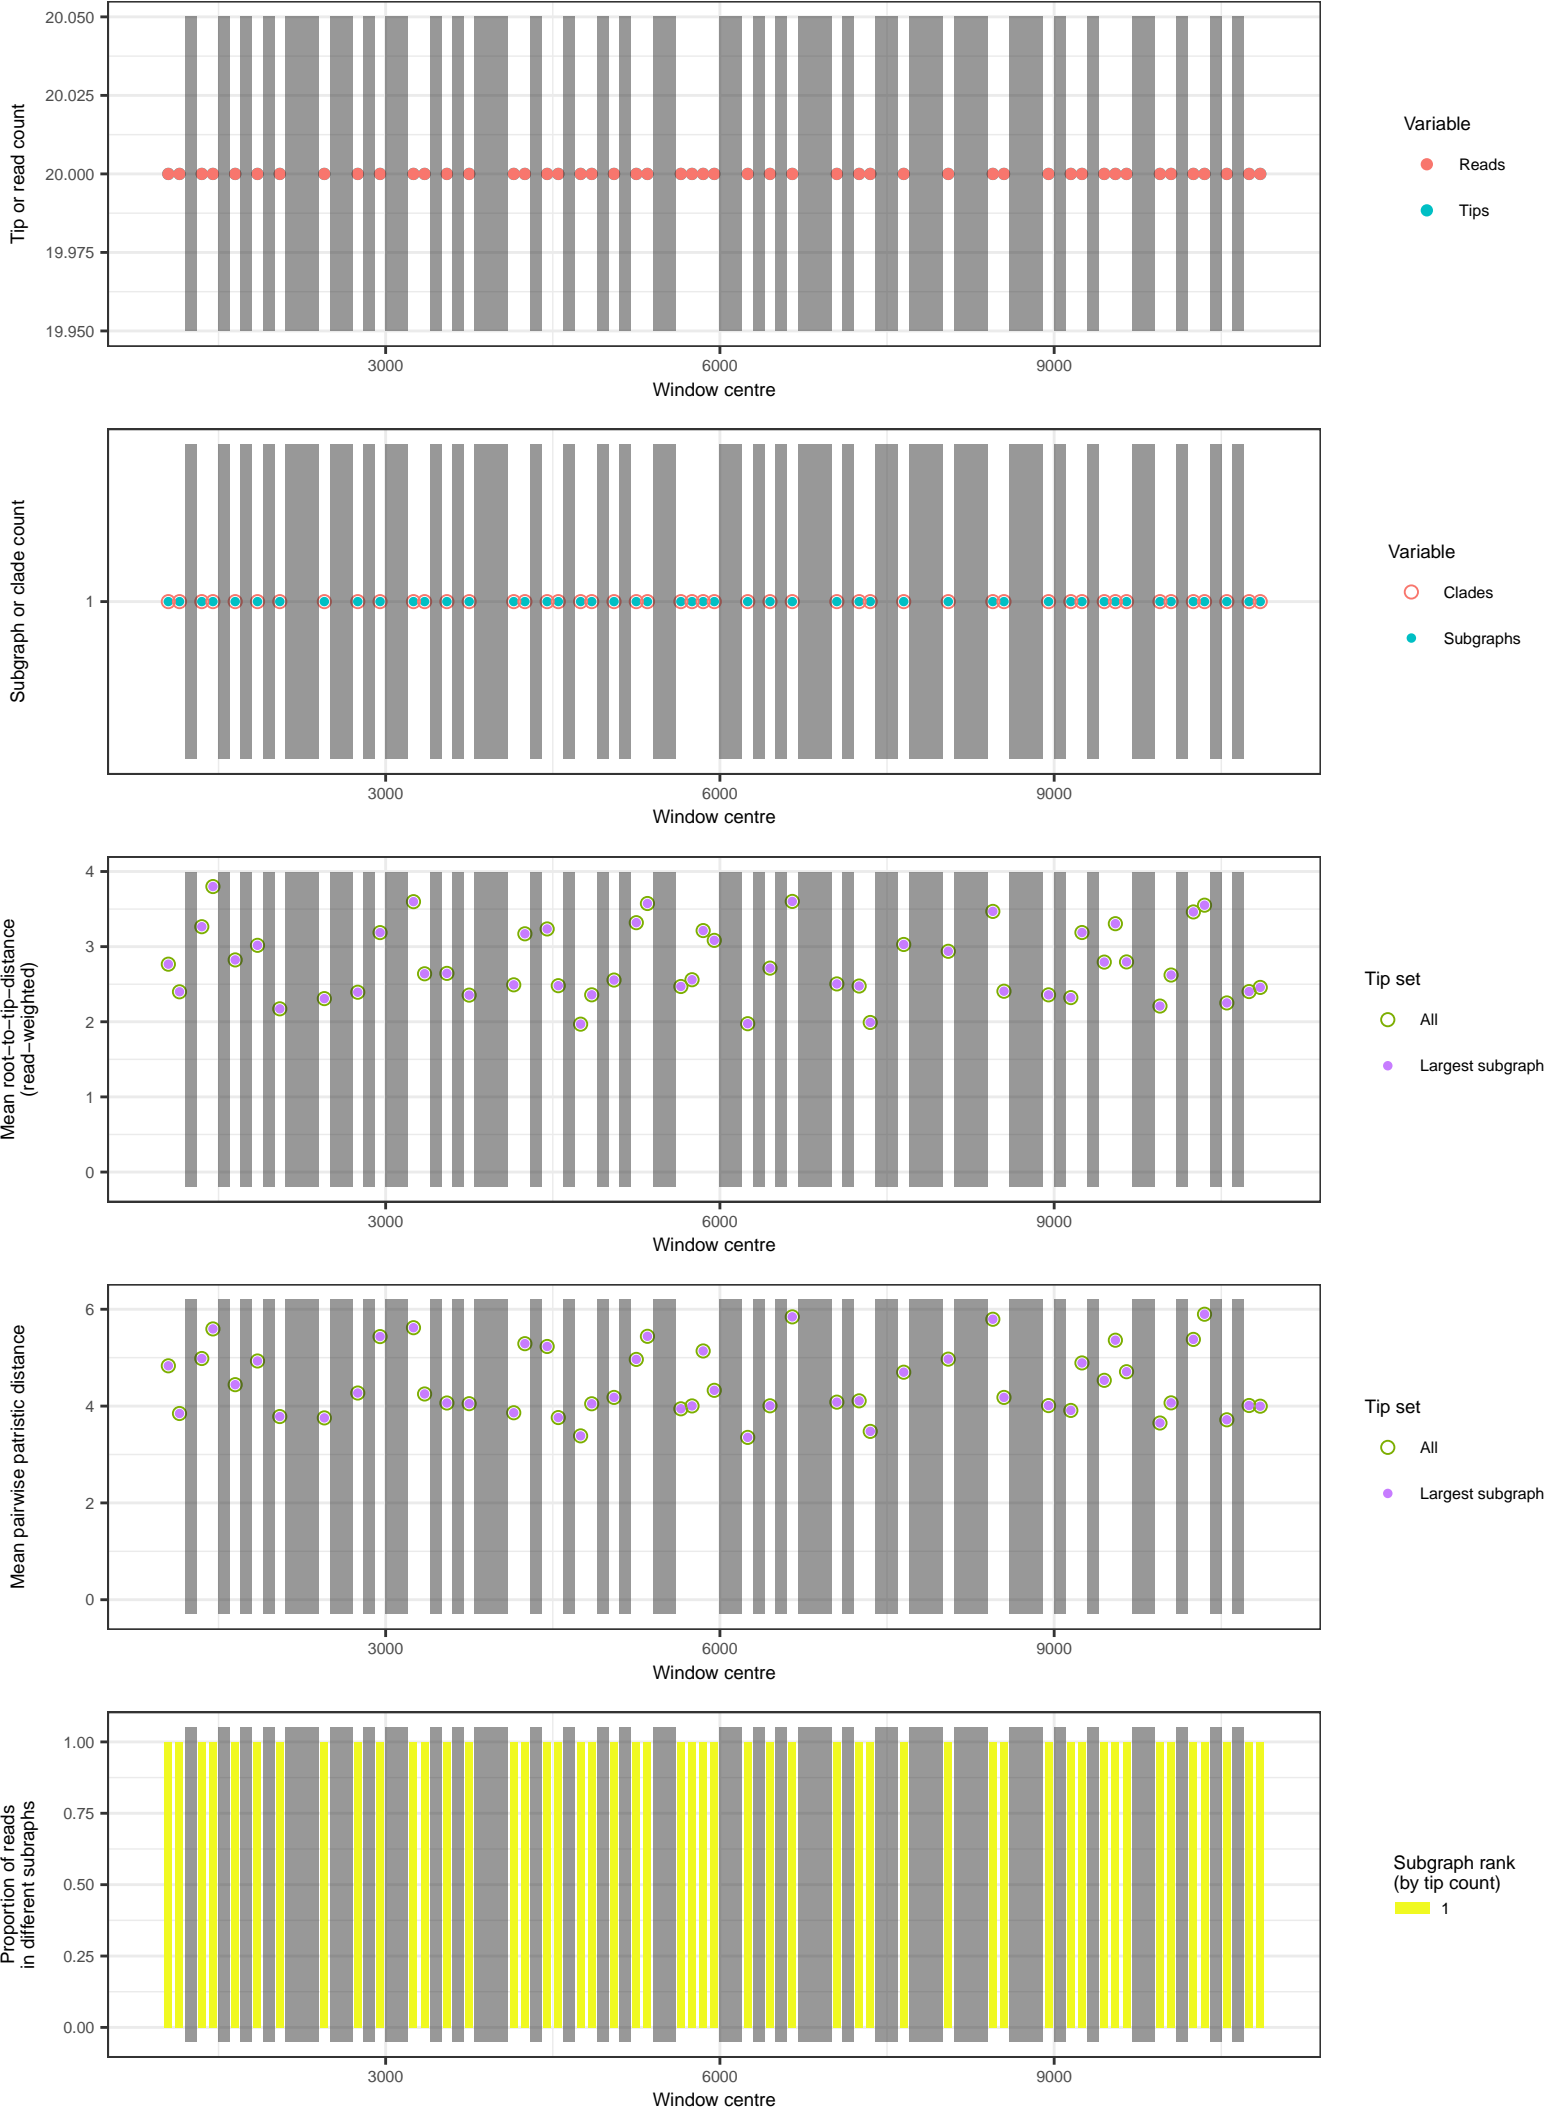 20.050
20.025
20.000
19.975
19.950
Tip or read count
3000
6000
9000
Window centre
Variable
Reads
Tips
1
Subgraph or clade count
3000
6000
9000
Window centre
Variable
Clades
Subgraphs
4
3
2
1
0
Mean root−to−tip−distance
(read−weighted)
3000
6000
9000
Window centre
Tip set
All
Largest subgraph
6
4
2
0
Mean pairwise patristic distance
3000
6000
9000
Window centre
Tip set
All
Largest subgraph
1.00
0.75
0.50
0.25
0.00
Proportion of reads
in different subraphs
3000
6000
9000
Window centre
Subgraph rank
(by tip count)
1